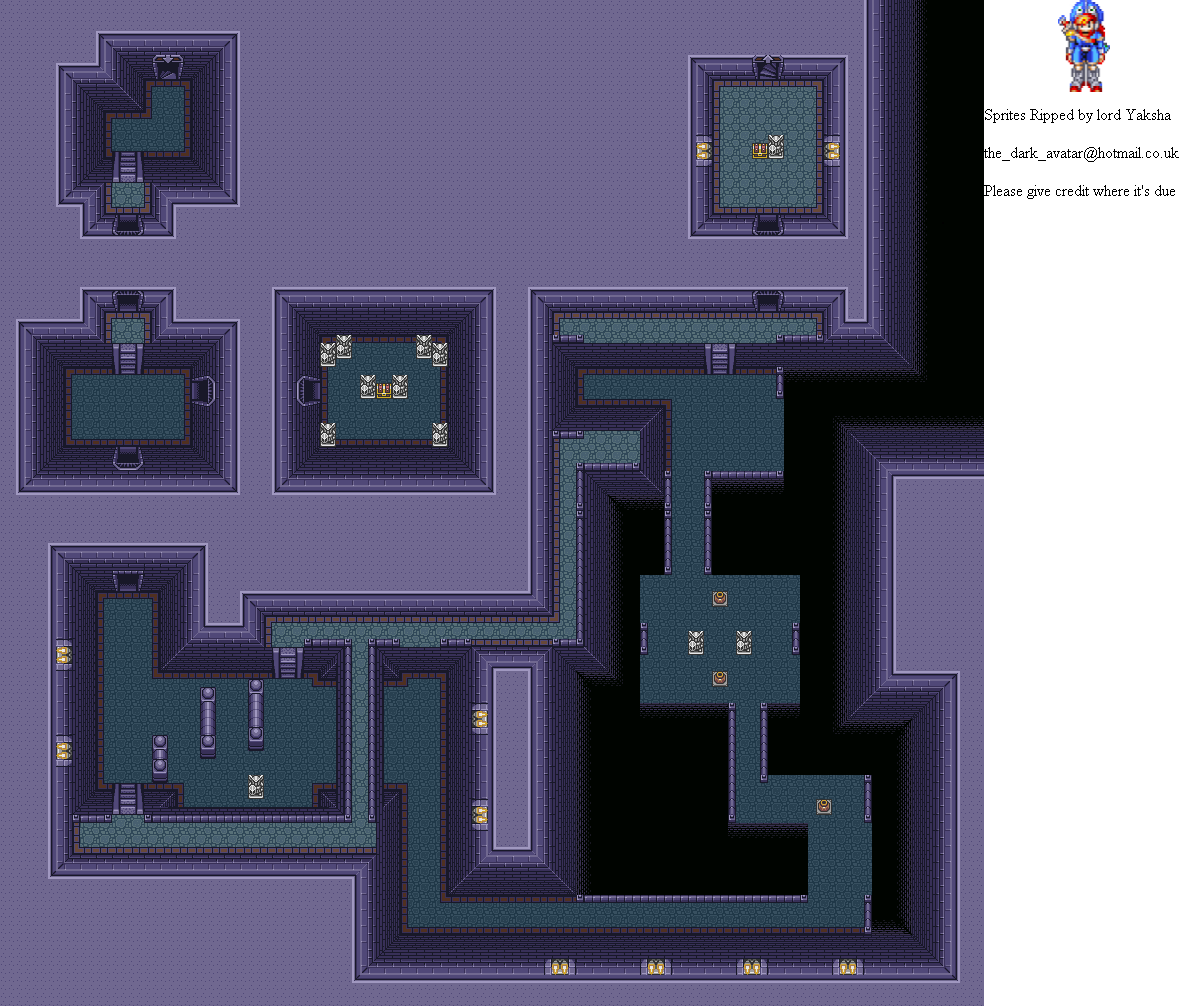 Sprites Ripped by lord Yaksha
the_dark_avatar@hotmail.co.uk
Please give credit where it's due